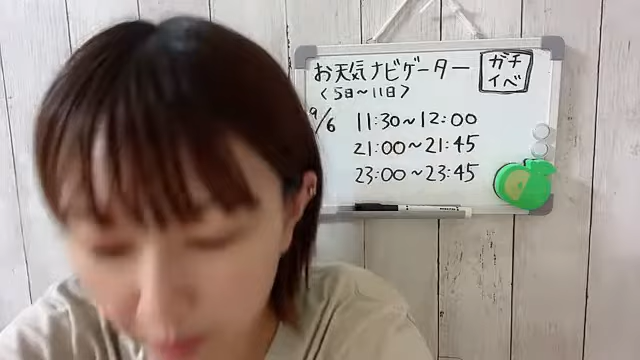 お天気ナビゲーター
ガチ
イベ
〈5日〜11日〉
9/6 11:30〜12:00
21:00〜21:45
23:00〜23:45